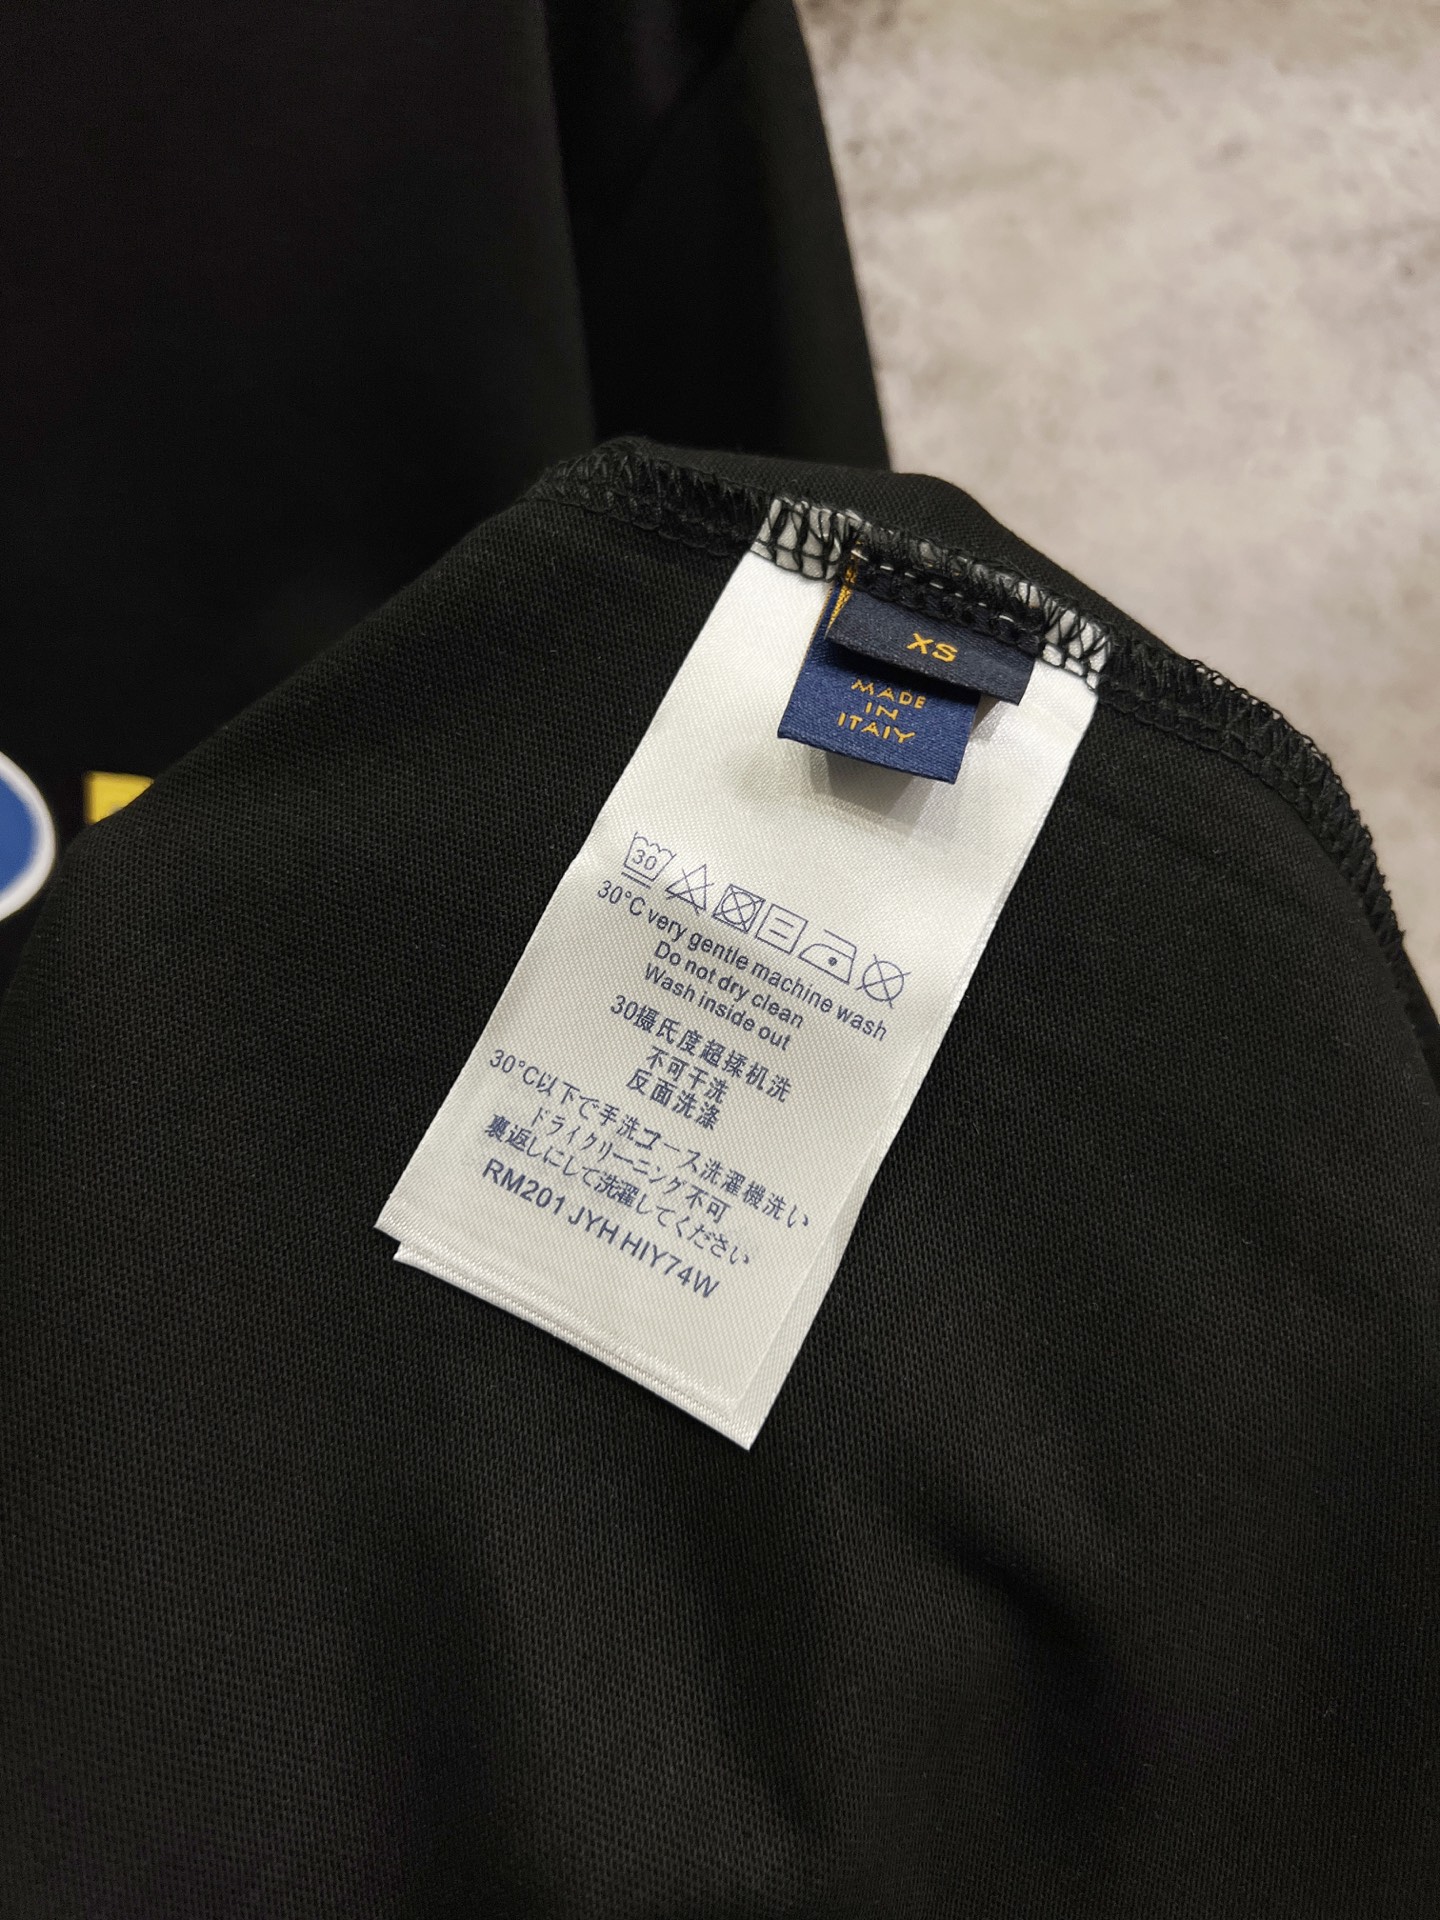 XS
MADE
IN
ITAIY
30
30°C very gentle machine wash
Do not dry clean
Wash inside out
30摄氏度超揉机洗
不可干洗
反面洗涤
30°C以下で手洗コース洗濯機洗い
ドライクリーニング不可
裏返しにして洗濯してください
RM201 JYH HIY74W